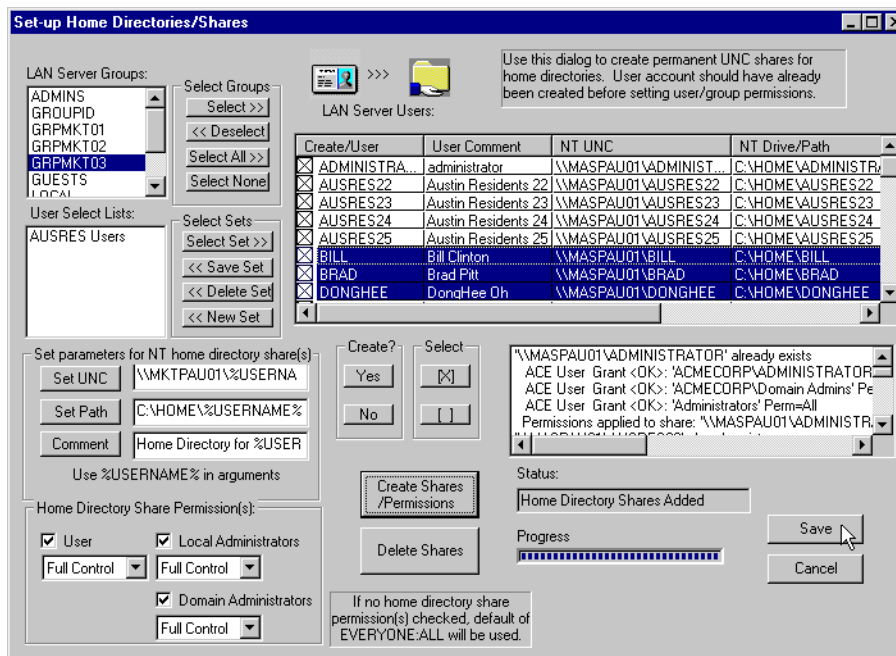 Set-up Home Directories/Shares
LAN Server Groups:
ADMINS
GROUPID
GRPMKT01
GRPMKT02
GRPMKT03
GUESTS
LOCAL
Select Groups
Select >>
<< Deselect
Select All >>
Select None
>>>
LAN Server Users:
Use this dialog to create permanent UNC shares for
home directories. User account should have already
been created before setting user/group permissions.
Create/User User Comment NT UNC NT Drive/Path
ADMINISTRA... administrator \\MASPAU01\ADMINIST... C:\HOME\ADMINISTRA
AUSRES22 Austin Residents 22 \\MASPAU01\AUSRES22 C:\HOME\AUSRES22
AUSRES23 Austin Residents 23 \\MASPAU01\AUSRES23 C:\HOME\AUSRES23
AUSRES24 Austin Residents 24 \\MASPAU01\AUSRES24 C:\HOME\AUSRES24
AUSRES25 Austin Residents 25 \\MASPAU01\AUSRES25 C:\HOME\AUSRES25
BILL Bill Clinton \\MASPAU01\BILL C:\HOME\BILL
BRAD Brad Pitt \\MASPAU01\BRAD C:\HOME\BRAD
DONGHEE DongHee Oh \\MASPAU01\DONGHEE C:\HOME\DONGHEE
User Select Lists:
AUSRES Users
Select Sets
Select Set >>
<< Save Set
<< Delete Set
<< New Set
Set parameters for NT home directory share(s)
Set UNC \\MKTPAU01\%USERNA
Set Path C:\HOME\%USERNAME%
Comment Home Directory for %USER
Use %USERNAME% in arguments
Create?
Yes
No
Select
[X]
[ ]
"\\MASPAU01\ADMINISTRATOR' already exists
ACE User Grant <OK>: 'ACMECORP\ADMINISTRATOR
ACE User Grant <OK>: 'ACMECORP\Domain Admins' Pe
ACE User Grant <OK>: 'Administrators' Perm=All
Permissions applied to share: "\\MASPAU01\ADMINISTR
Home Directory Share Permission(s):
User
Full Control
Local Administrators
Full Control
Domain Administrators
Full Control
Create Shares
/Permissions
Delete Shares
If no home directory share
permission(s) checked, default of
EVERYONE:ALL will be used.
Status:
Home Directory Shares Added
Progress
Save
Cancel